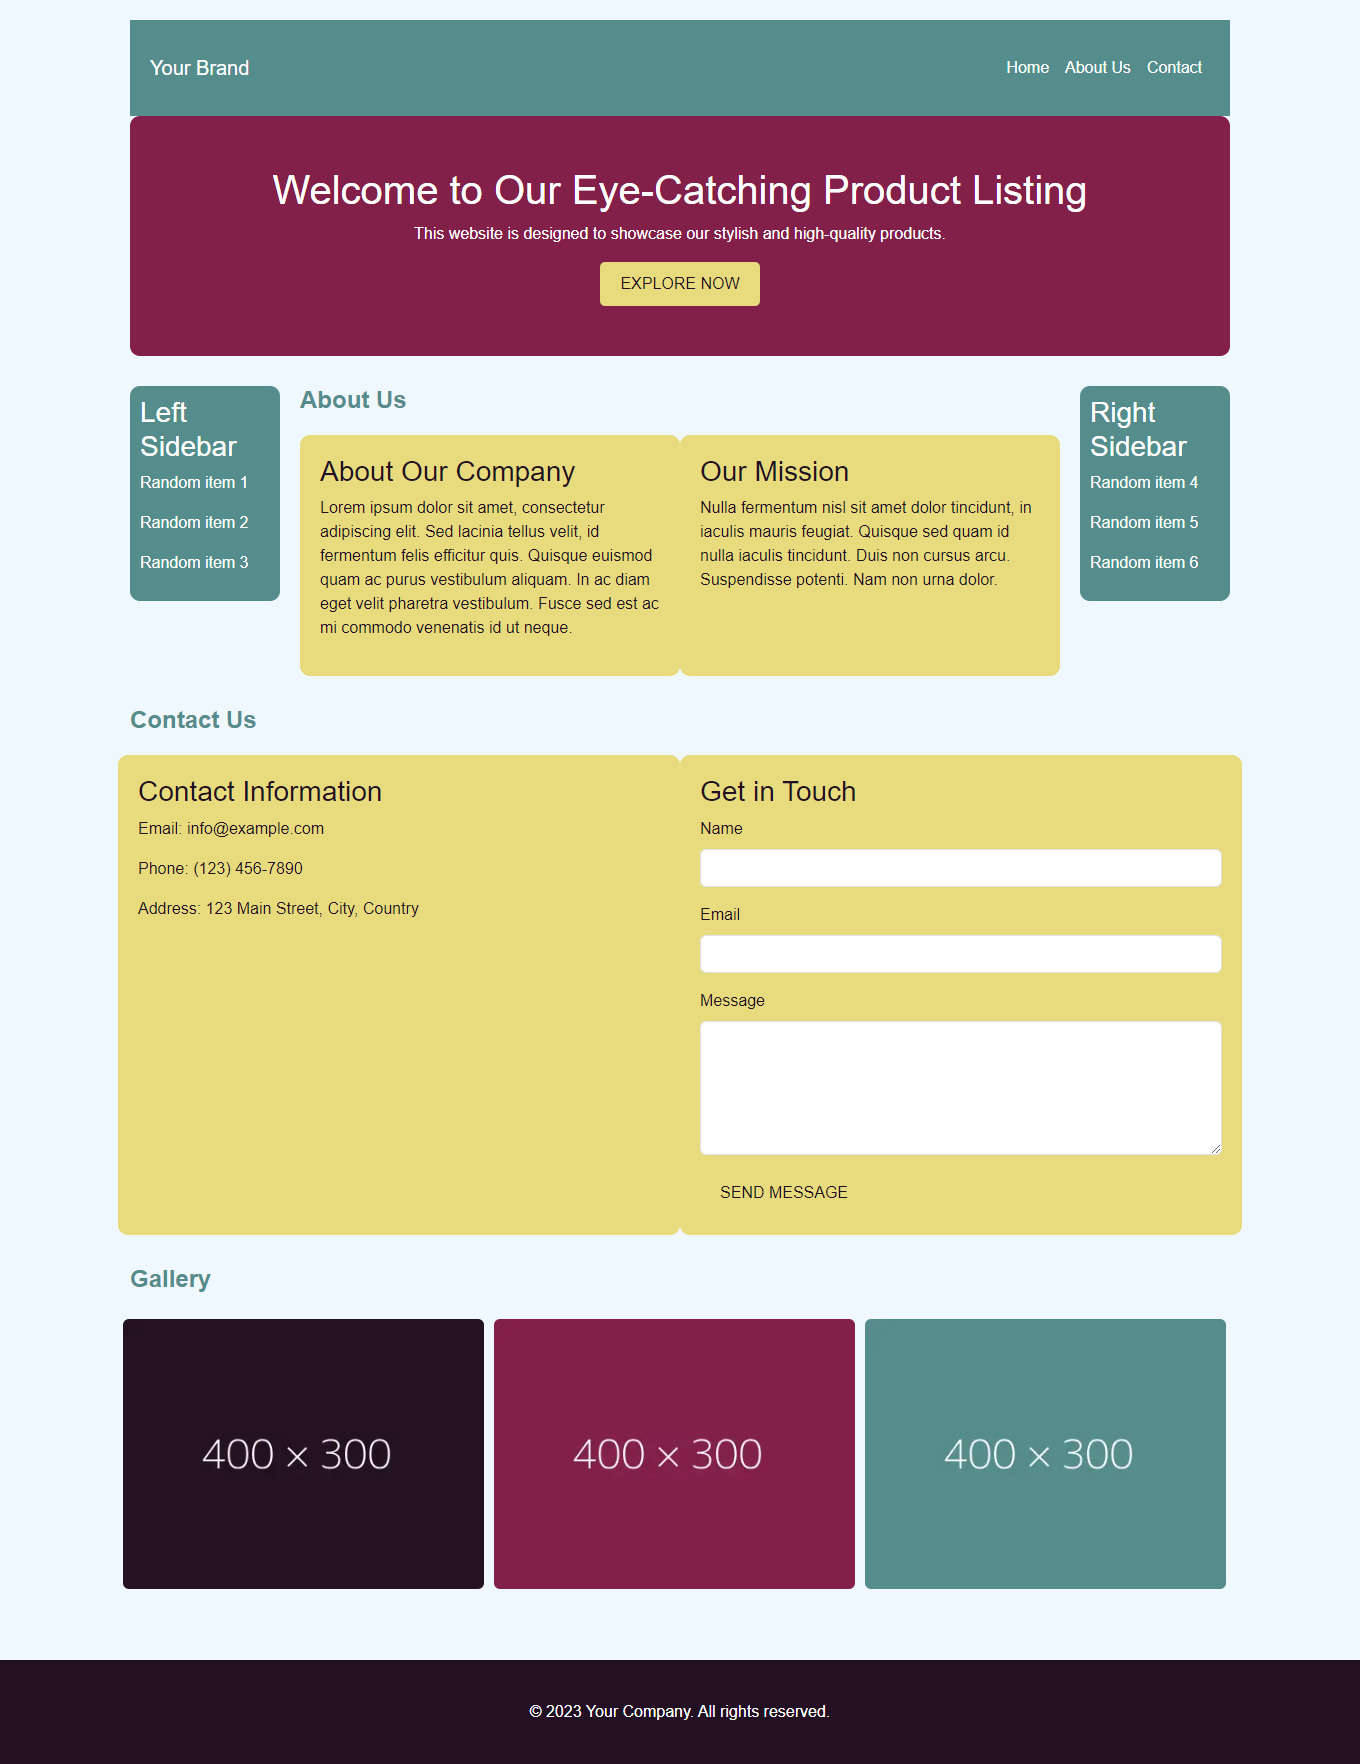 Your Brand
Home About Us Contact
Welcome to Our Eye-Catching Product Listing
This website is designed to showcase our stylish and high-quality products.
EXPLORE NOW
Left
Sidebar
Random item 1
Random item 2
Random item 3
About Us
About Our Company
Lorem ipsum dolor sit amet, consectetur
adipiscing elit. Sed lacinia tellus velit, id
fermentum felis efficitur quis. Quisque euismod
quam ac purus vestibulum aliquam. In ac diam
eget velit pharetra vestibulum. Fusce sed est ac
mi commodo venenatis id ut neque.
Our Mission
Nulla fermentum nisl sit amet dolor tincidunt, in
iaculis mauris feugiat. Quisque sed quam id
nulla iaculis tincidunt. Duis non cursus arcu.
Suspendisse potenti. Nam non urna dolor.
Right
Sidebar
Random item 4
Random item 5
Random item 6
Contact Us
Contact Information
Email: info@example.com
Phone: (123) 456-7890
Address: 123 Main Street, City, Country
Get in Touch
Name
Email
Message
SEND MESSAGE
Gallery
400 × 300
400 × 300
400 × 300
© 2023 Your Company. All rights reserved.